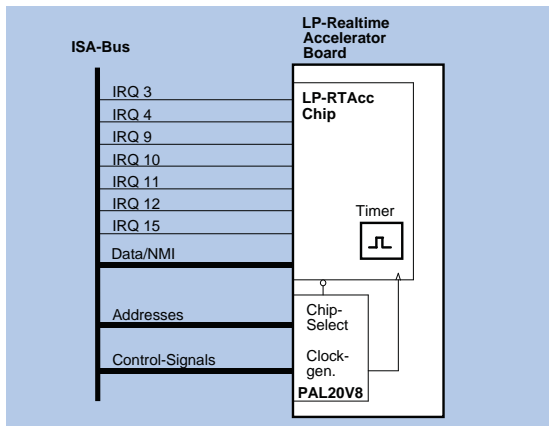 LP-Realtime
Accelerator
Board
ISA-Bus
IRQ 3
LP-RTAcc
Chip
IRQ 4
IRQ 9
IRQ 10
IRQ 11
IRQ 12
IRQ 15
Timer
Data/NMI
Addresses
Chip-
Select
Control-Signals
Clock-
gen.
PAL20V8